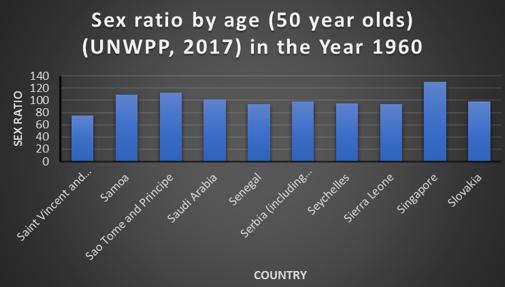 Sex ratio by age (50 year olds)
(UNWPP, 2017) in the Year 1960
SEX RATIO
140
120
100
80
60
40
20
0
Saint Vincent and...
Samoa
Sao Tome and Principe
Saudi Arabia
Senegal
Serbia (including...
Seychelles
Sierra Leone
Singapore
Slovakia
COUNTRY